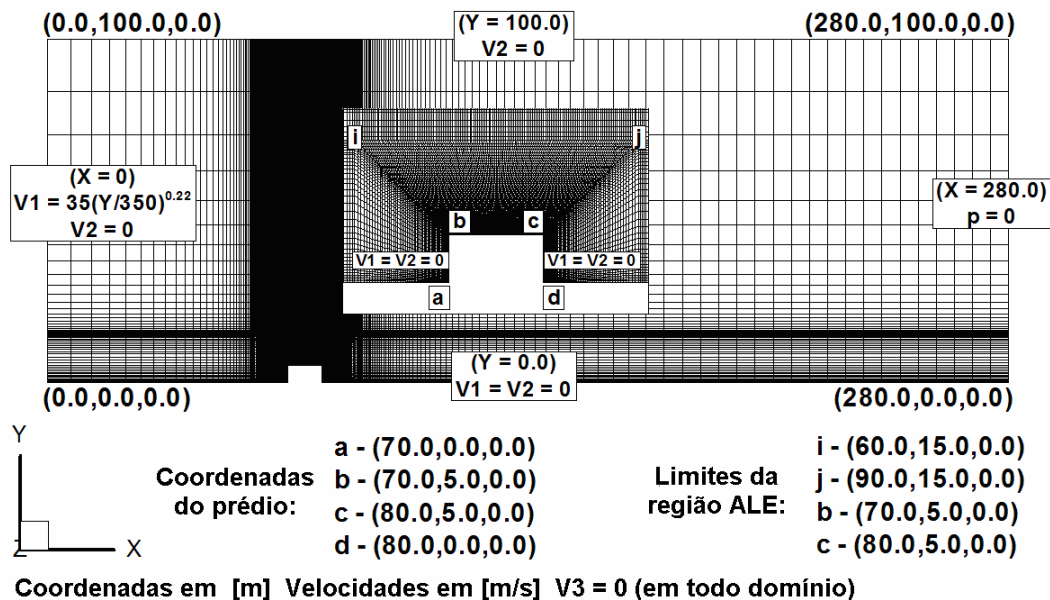 (0.0,100.0,0.0)
(Y = 100.0)
V2 = 0
(280.0,100.0,0.0)
i
j
(X = 0)
V1 = 35(Y/350)^0.22
V2 = 0
(X = 280.0)
p = 0
b
c
V1 = V2 = 0
V1 = V2 = 0
a
d
(Y = 0.0)
V1 = V2 = 0
(0.0,0.0,0.0)
(280.0,0.0,0.0)
Y
Z
X
Coordenadas
do prédio:
a - (70.0,0.0,0.0)
b - (70.0,5.0,0.0)
c - (80.0,5.0,0.0)
d - (80.0,0.0,0.0)
Limites da
região ALE:
i - (60.0,15.0,0.0)
j - (90.0,15.0,0.0)
b - (70.0,5.0,0.0)
c - (80.0,5.0,0.0)
Coordenadas em [m] Velocidades em [m/s] V3 = 0 (em todo domínio)